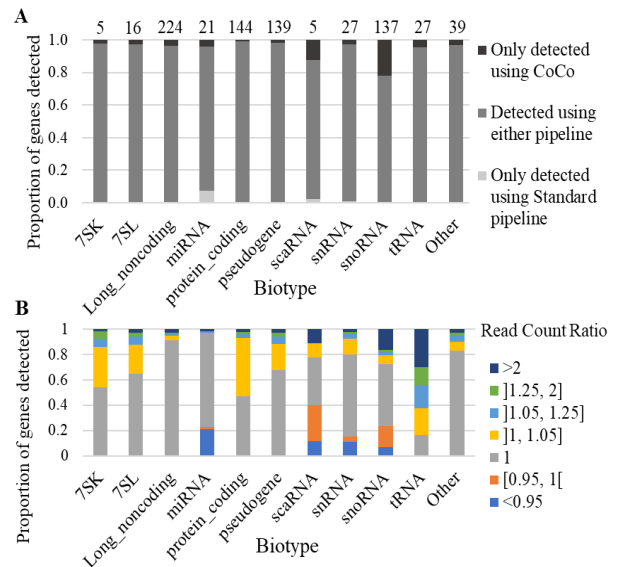 A
5 16 224 21 144 139 5 27 137 27 39
Proportion of genes detected
1.0
0.8
0.6
0.4
0.2
0.0
7SK
7SL
Long_noncoding
miRNA
protein_coding
pseudogene
scaRNA
snRNA
snoRNA
tRNA
Other
Biotype
Only detected
using CoCo
Detected using
either pipeline
Only detected
using Standard
pipeline
B
Proportion of genes detected
1
0.8
0.6
0.4
0.2
0
7SK
7SL
Long_noncoding
miRNA
protein_coding
pseudogene
scaRNA
snRNA
snoRNA
tRNA
Other
Biotype
Read Count Ratio
>2
]1.25, 2]
]1.05, 1.25]
]1, 1.05]
1
[0.95, 1[
<0.95